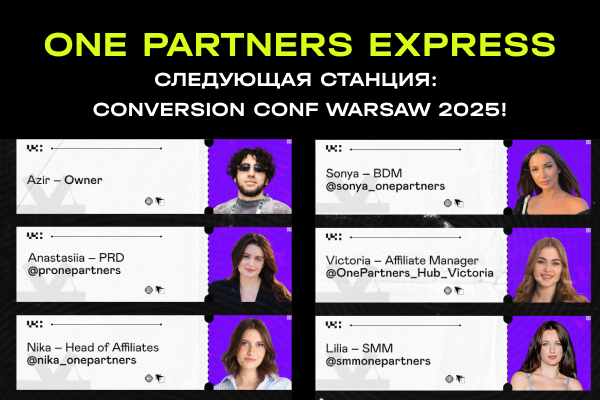 ONE PARTNERS EXPRESS
СЛЕДУЮЩАЯ СТАНЦИЯ:
CONVERSION CONF WARSAW 2025!
Azir – Owner
Sonya – BDM
@sonya_onepartners
Anastasiia – PRD
@pronepartners
Victoria – Affiliate Manager
@OnePartners_Hub_Victoria
Nika – Head of Affiliates
@nika_onepartners
Lilia – SMM
@smmonepartners